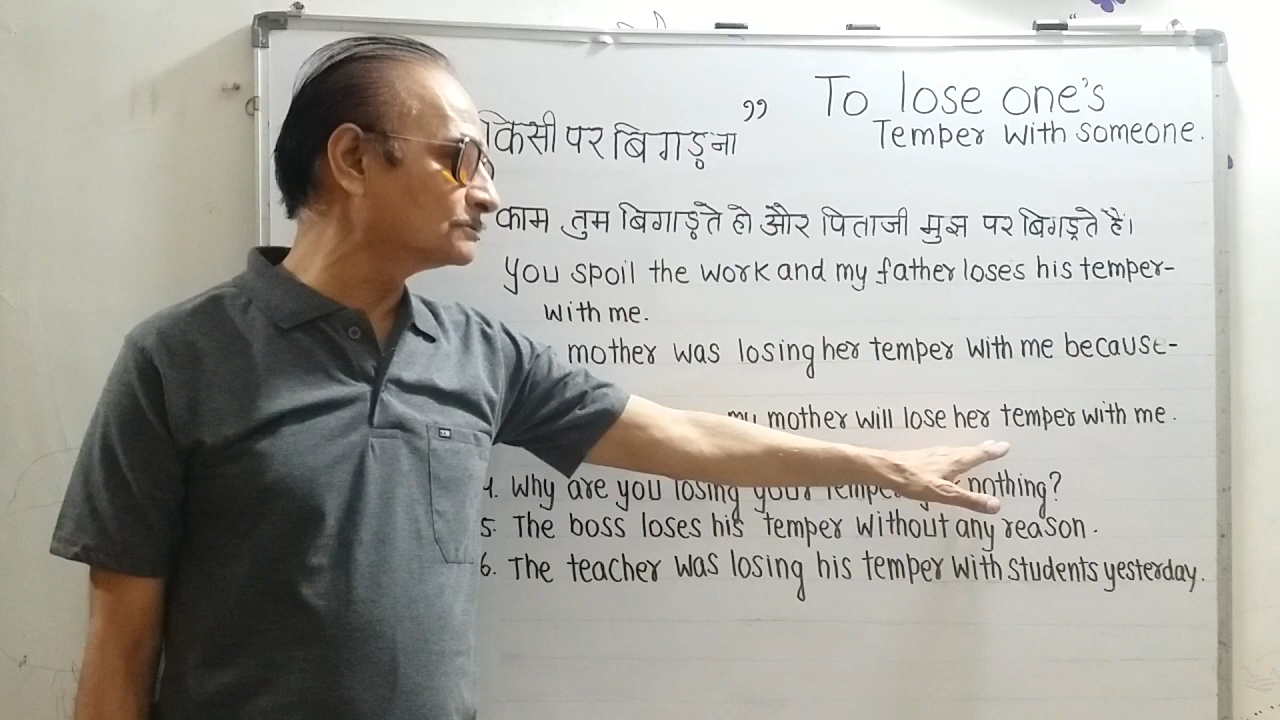 किसी पर बिगड़ना ” To lose one's
Temper with someone.
काम तुम बिगाड़ते हो और पिताजी मुझ पर बिगड़ते है।
You spoil the work and my father loses his temper-
with me.
mother was losing her temper with me because-
my mother will lose her temper with me.
4. Why are you losing your nothing?
5. The boss loses his temper without any reason.
6. The teacher was losing his temper with students yesterday.